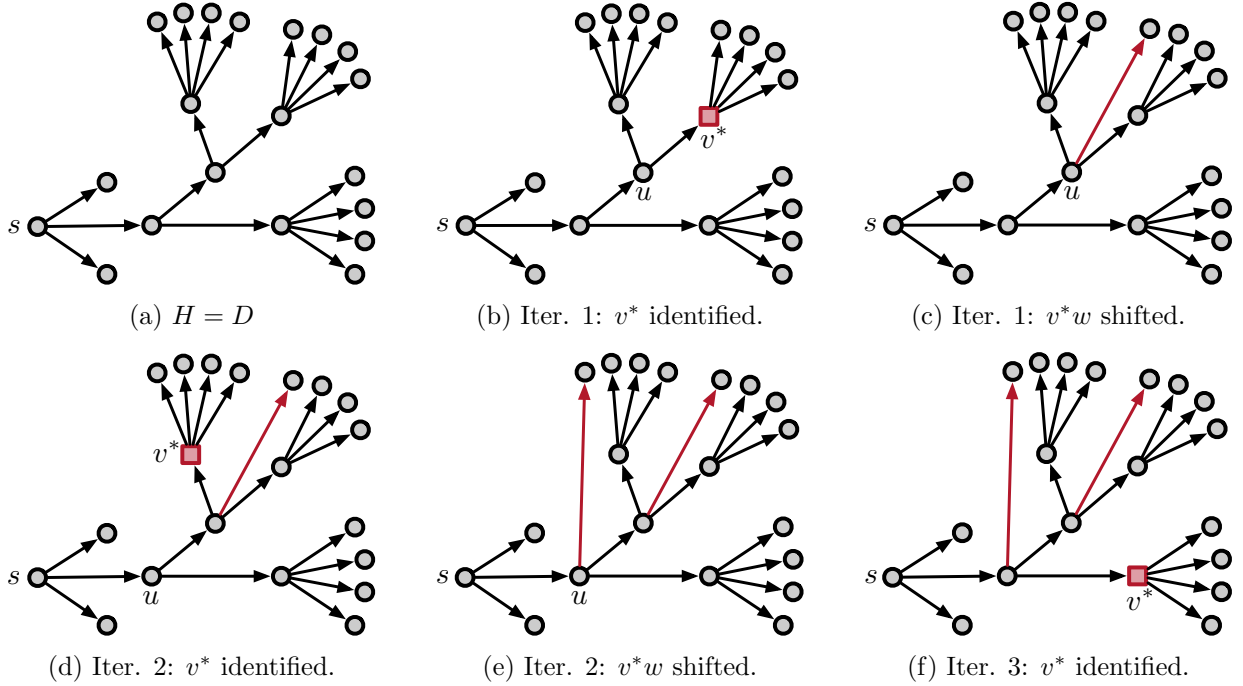 s
(a) H = D
v*
u
s
(b) Iter. 1: v* identified.
u
s
(c) Iter. 1: v*w shifted.
v*
s
u
(d) Iter. 2: v* identified.
s
u
(e) Iter. 2: v*w shifted.
s
v*
(f) Iter. 3: v* identified.